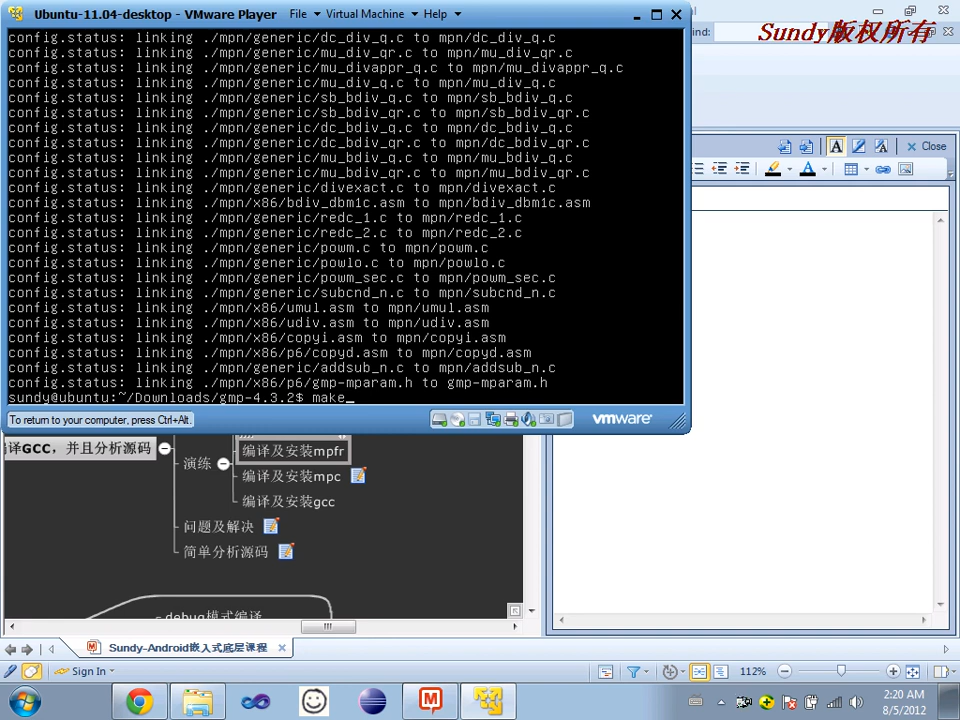 Ubuntu-11.04-desktop - VMware Player File Virtual Machine Help
Sundy版权所有
config.status: linking ./mpn/generic/dc_div_q.c to mpn/dc_div_q.c
config.status: linking ./mpn/generic/mu_div_qr.c to mpn/mu_div_qr.c
config.status: linking ./mpn/generic/mu_divappr_q.c to mpn/mu_divappr_q.c
config.status: linking ./mpn/generic/mu_div_q.c to mpn/mu_div_q.c
config.status: linking ./mpn/generic/sb_bdiv_q.c to mpn/sb_bdiv_q.c
config.status: linking ./mpn/generic/sb_bdiv_qr.c to mpn/sb_bdiv_qr.c
config.status: linking ./mpn/generic/dc_bdiv_q.c to mpn/dc_bdiv_q.c
config.status: linking ./mpn/generic/dc_bdiv_qr.c to mpn/dc_bdiv_qr.c
config.status: linking ./mpn/generic/mu_bdiv_q.c to mpn/mu_bdiv_q.c
config.status: linking ./mpn/generic/mu_bdiv_qr.c to mpn/mu_bdiv_qr.c
config.status: linking ./mpn/generic/divexact.c to mpn/divexact.c
config.status: linking ./mpn/x86/bdiv_dbm1c.asm to mpn/bdiv_dbm1c.asm
config.status: linking ./mpn/generic/redc_1.c to mpn/redc_1.c
config.status: linking ./mpn/generic/redc_2.c to mpn/redc_2.c
config.status: linking ./mpn/generic/powm.c to mpn/powm.c
config.status: linking ./mpn/generic/powlo.c to mpn/powlo.c
config.status: linking ./mpn/generic/powm_sec.c to mpn/powm_sec.c
config.status: linking ./mpn/generic/subcnd_n.c to mpn/subcnd_n.c
config.status: linking ./mpn/x86/umul.asm to mpn/umul.asm
config.status: linking ./mpn/x86/udiv.asm to mpn/udiv.asm
config.status: linking ./mpn/x86/copyi.asm to mpn/copyi.asm
config.status: linking ./mpn/x86/p6/copyd.asm to mpn/copyd.asm
config.status: linking ./mpn/generic/addsub_n.c to mpn/addsub_n.c
config.status: linking ./mpn/x86/p6/gmp-mparam.h to gmp-mparam.h
sundy@ubuntu:~/Downloads/gmp-4.3.2$ make_
To return to your computer, press Ctrl+Alt.
vmware
Close
译GCC，并且分析源码
演练
编译及安装mpfr
编译及安装mpc
编译及安装gcc
问题及解决
简单分析源码
debug模式编译
Sundy-Android嵌入式底层课程
Sign In
112%
2:20 AM
8/5/2012